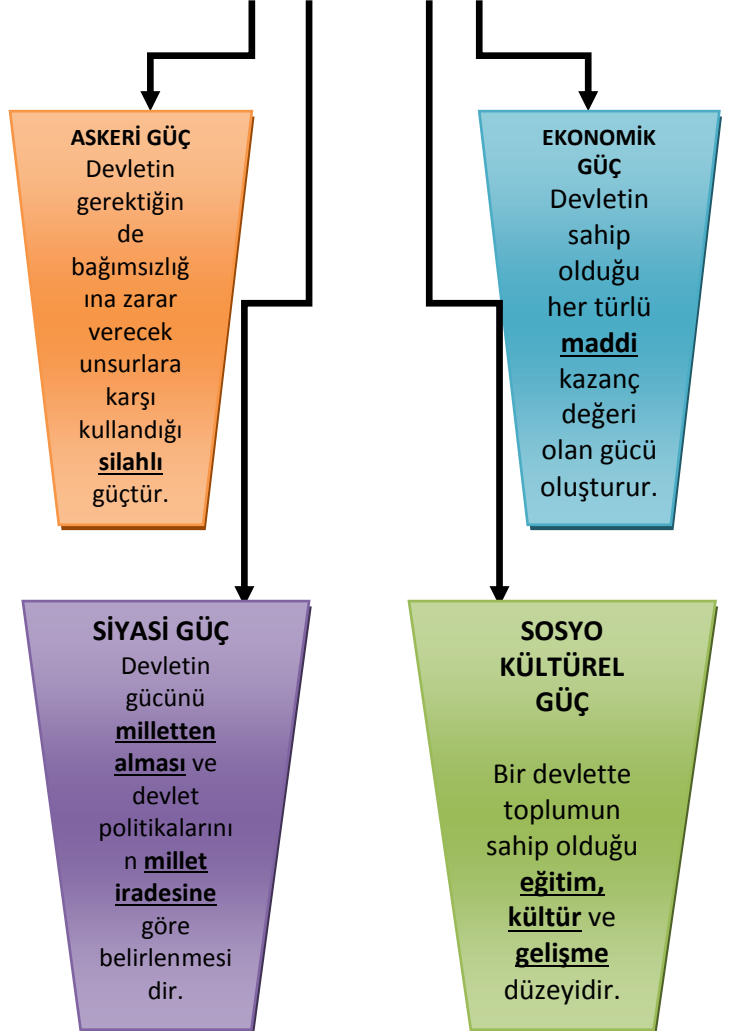 ASKERİ GÜÇ
Devletin
gerektiğin
de
bağımsızlığ
ına zarar
verecek
unsurlara
karşı
kullandığı
silahlı
güçtür.
EKONOMİK
GÜÇ
Devletin
sahip
olduğu
her türlü
maddi
kazanç
değeri
olan gücü
oluşturur.
SİYASİ GÜÇ
Devletin
gücünü
milletten
alması ve
devlet
politikalarını
n millet
iradesine
göre
belirlenmesi
dir.
SOSYO
KÜLTÜREL
GÜÇ
Bir devlette
toplumun
sahip olduğu
eğitim,
kültür ve
gelişme
düzeyidir.